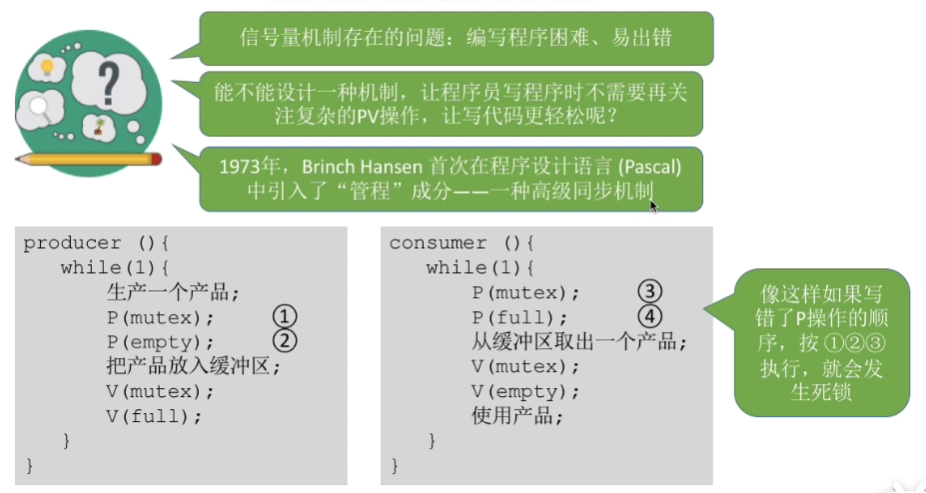 信号量机制存在的问题：编写程序困难、易出错
?
能不能设计一种机制，让程序员写程序时不需要再关
注复杂的PV操作，让写代码更轻松呢？
1973年，Brinch Hansen 首次在程序设计语言 (Pascal)
中引入了“管程”成分——一种高级同步机制
producer (){
while(1){
生产一个产品;
P(mutex); ①
P(empty); ②
把产品放入缓冲区;
V(mutex);
V(full);
}
}
consumer (){
while(1){
P(mutex); ③
P(full); ④
从缓冲区取出一个产品;
V(mutex);
V(empty);
使用产品;
}
}
像这样如果写
错了P操作的顺
序，按 ①②③
执行，就会发
生死锁